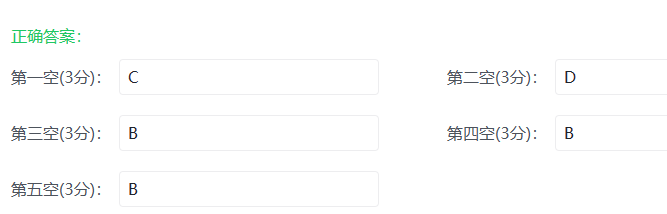 正确答案：
第一空(3分)： C 第二空(3分)： D
第三空(3分)： B 第四空(3分)： B
第五空(3分)： B